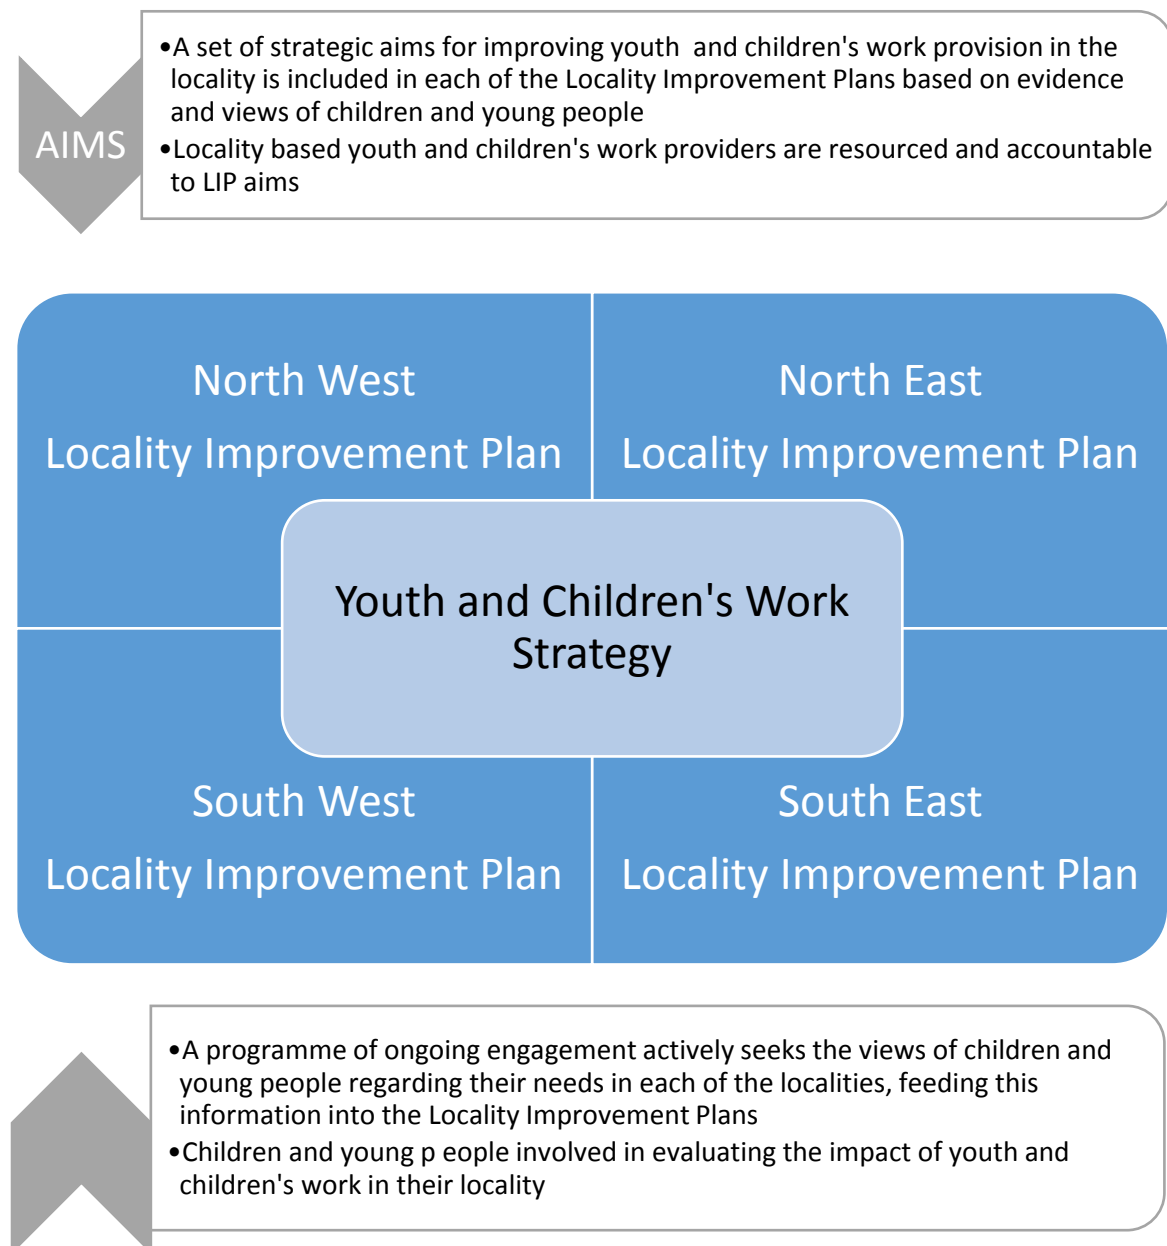 •A set of strategic aims for improving youth  and children's work provision in the
locality is included in each of the Locality Improvement Plans based on evidence
and views of children and young people
AIMS
•Locality based youth and children's work providers are resourced and accountable
to LIP aims
North West
Locality Improvement Plan
North East
Locality Improvement Plan
Youth and Children's Work
Strategy
South West
Locality Improvement Plan
South East
Locality Improvement Plan
•A programme of ongoing engagement actively seeks the views of children and
young people regarding their needs in each of the localities, feeding this
information into the Locality Improvement Plans
•Children and young p eople involved in evaluating the impact of youth and
children's work in their locality